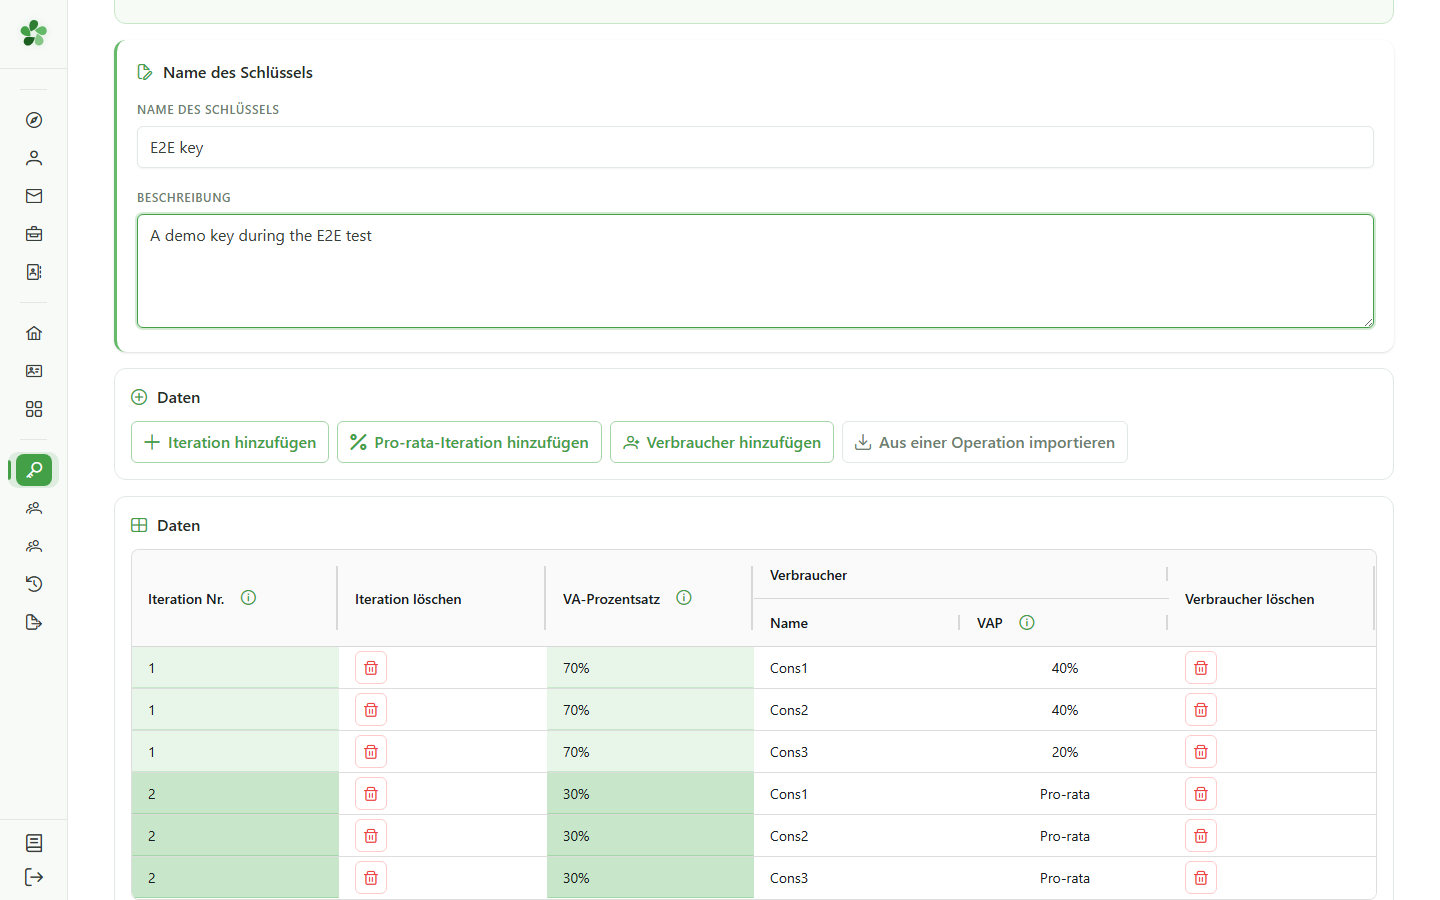 Name des Schlüssels
NAME DES SCHLÜSSELS
E2E key
BESCHREIBUNG
A demo key during the E2E test
Daten
Iteration hinzufügen
Pro-rata-Iteration hinzufügen
Verbraucher hinzufügen
Aus einer Operation importieren
Daten
Iteration Nr.
Iteration löschen
VA-Prozentsatz
Verbraucher
Name
VAP
Verbraucher löschen
1 70% Cons1 40%
1 70% Cons2 40%
1 70% Cons3 20%
2 30% Cons1 Pro-rata
2 30% Cons2 Pro-rata
2 30% Cons3 Pro-rata